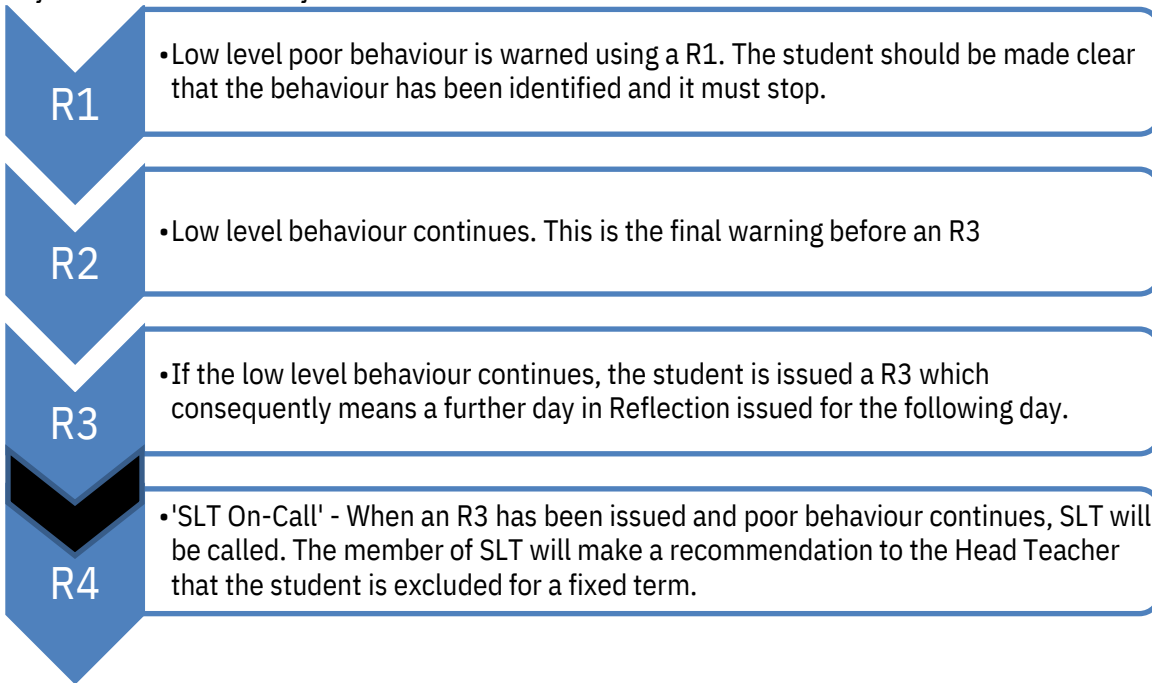 R1
•Low level poor behaviour is warned using a R1. The student should be made clear
that the behaviour has been identified and it must stop.
R2
•Low level behaviour continues. This is the final warning before an R3
R3
•If the low level behaviour continues, the student is issued a R3 which
consequently means a further day in Reflection issued for the following day.
R4
•'SLT On-Call' - When an R3 has been issued and poor behaviour continues, SLT will
be called. The member of SLT will make a recommendation to the Head Teacher
that the student is excluded for a fixed term.